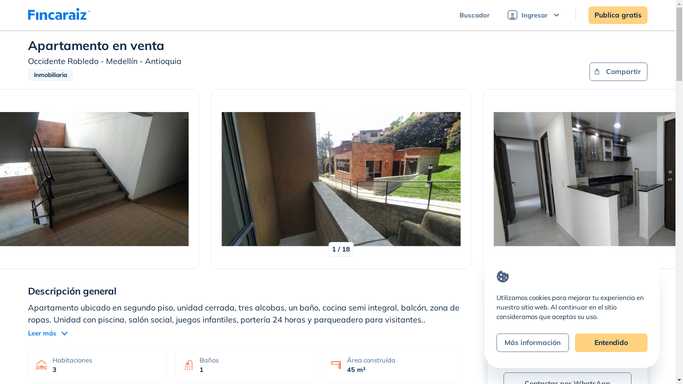 Fincaraiz
Buscador
Ingresar
Publica gratis
Apartamento en venta
Occidente Robledo - Medellín - Antioquia
Inmobiliaria
Compartir
1 / 18
Descripción general
Apartamento ubicado en segundo piso, unidad cerrada, tres alcobas, un baño, cocina semi integral, balcón, zona de
ropas. Unidad con piscina, salón social, juegos infantiles, portería 24 horas y parqueadero para visitantes..
Leer más
Habitaciones
3
Baños
1
Área construida
45 m²
Utilizamos cookies para mejorar tu experiencia en
nuestro sitio web. Al continuar en el sitio
consideramos que aceptas su uso.
Más información
Entendido
Contactar por WhatsApp